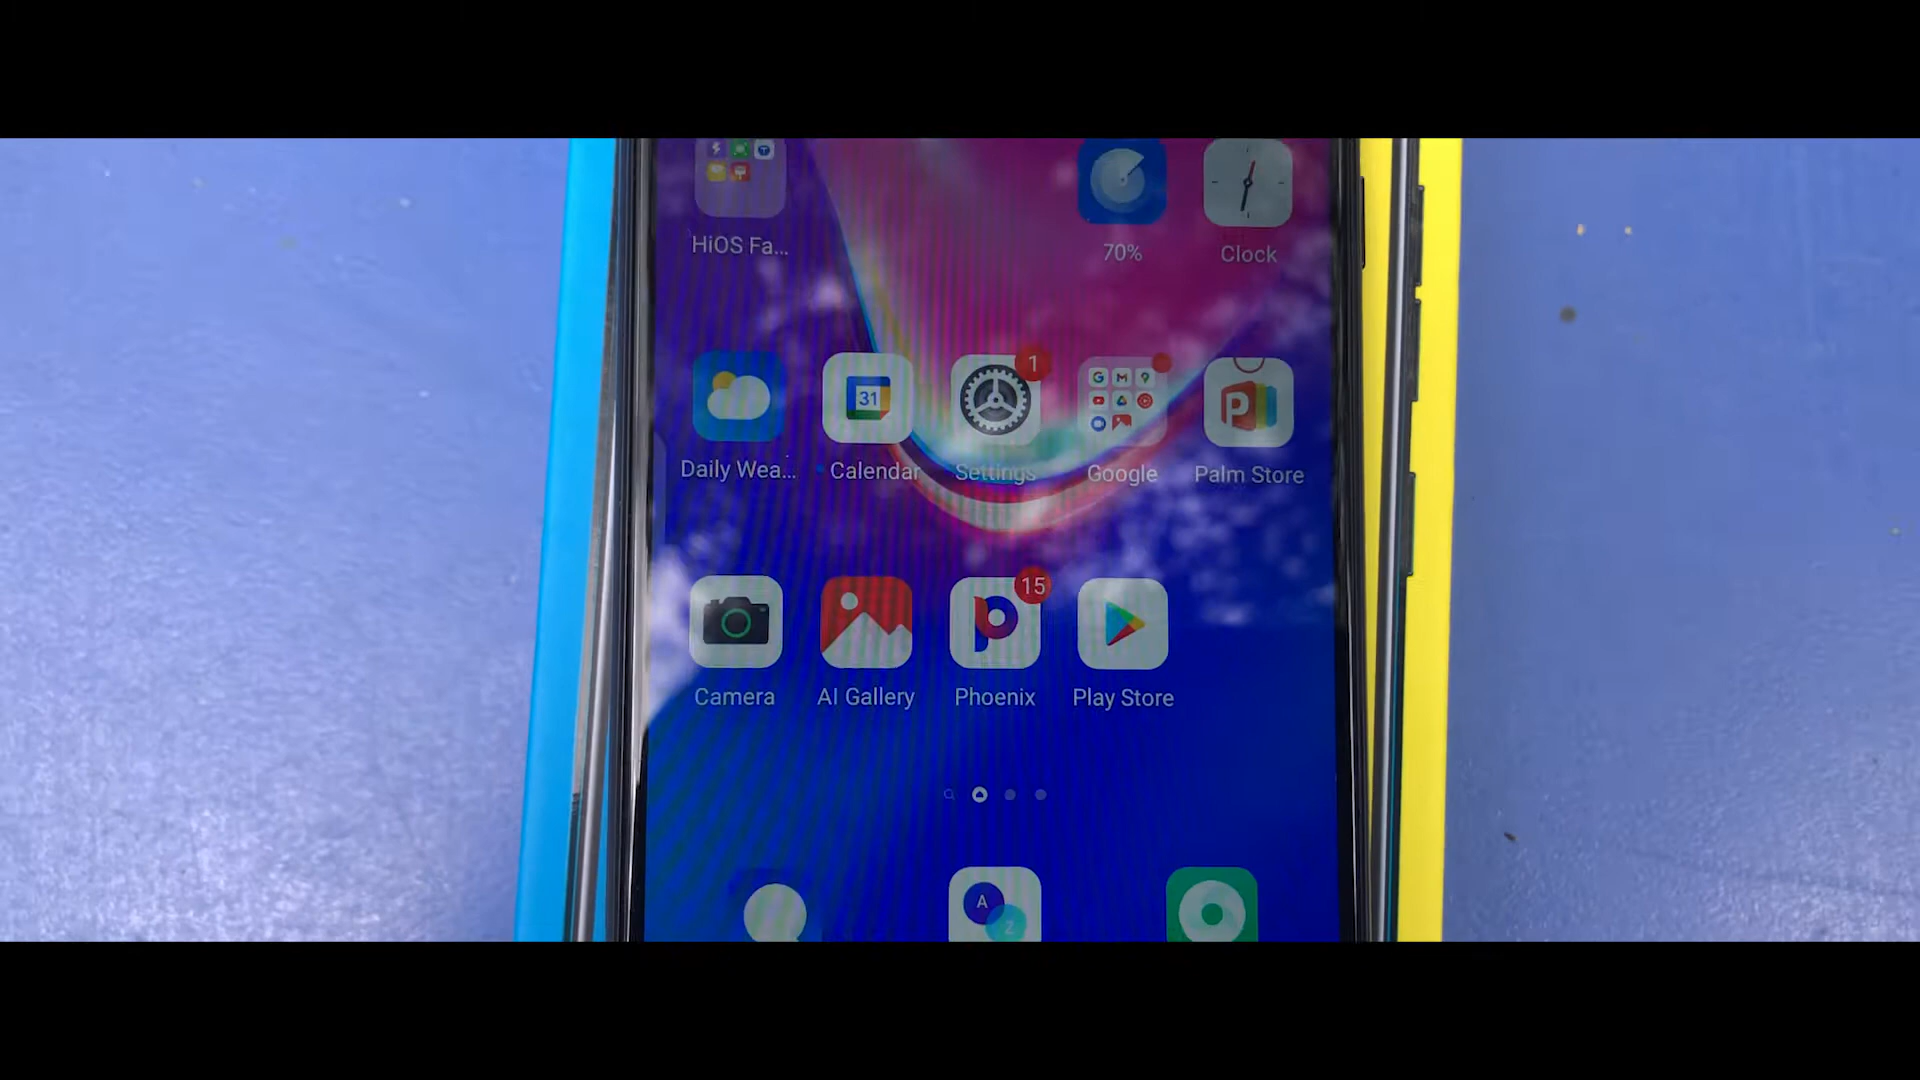 HiOS Fa...
70%
Clock
31
1
Daily Wea...
Calendar
Settings
Google
Palm Store
15
Camera
AI Gallery
Phoenix
Play Store
A
Z